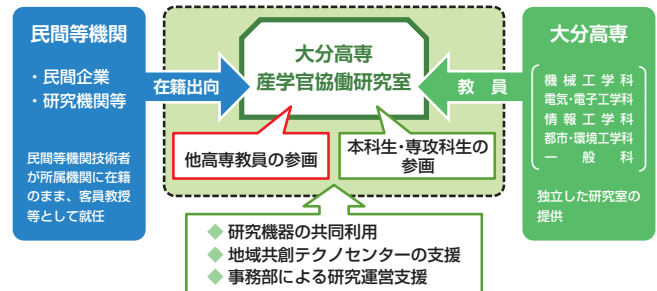 民間等機関
・民間企業
・研究機関等
民間等機関技術者
が所属機関に在籍
のまま、客員教授
等として就任
在籍出向
大分高専
産学官協働研究室
他高専教員の参画
本科生・専攻科生の
参画
教 員
大分高専
機械工学科
電気・電子工学科
情報工学科
都市・環境工学科
一般科
独立した研究室の
提供
◆ 研究機器の共同利用
◆ 地域共創テクノセンターの支援
◆ 事務部による研究運営支援